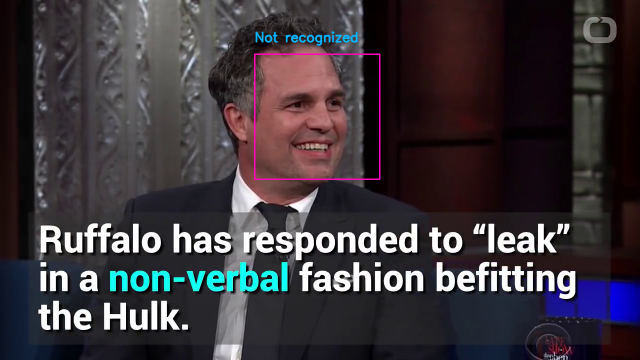 Not recognized
Ruffalo has responded to “leak”
in a non-verbal fashion befitting
the Hulk.